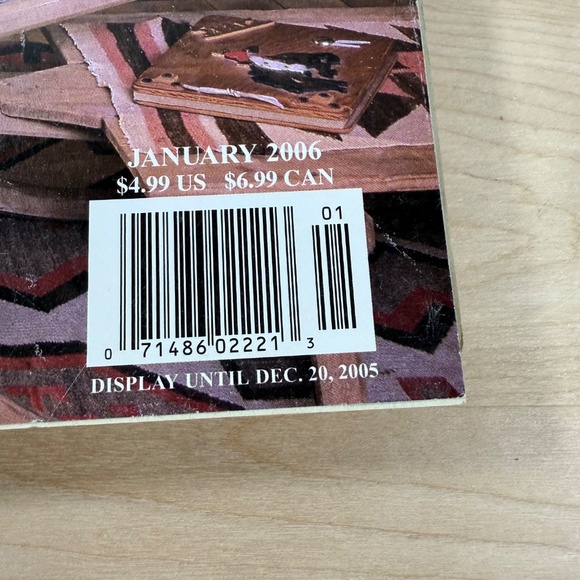 JANUARY 2006
$4.99 US $6.99 CAN
01
0 71486 02221 3
DISPLAY UNTIL DEC. 20, 2005